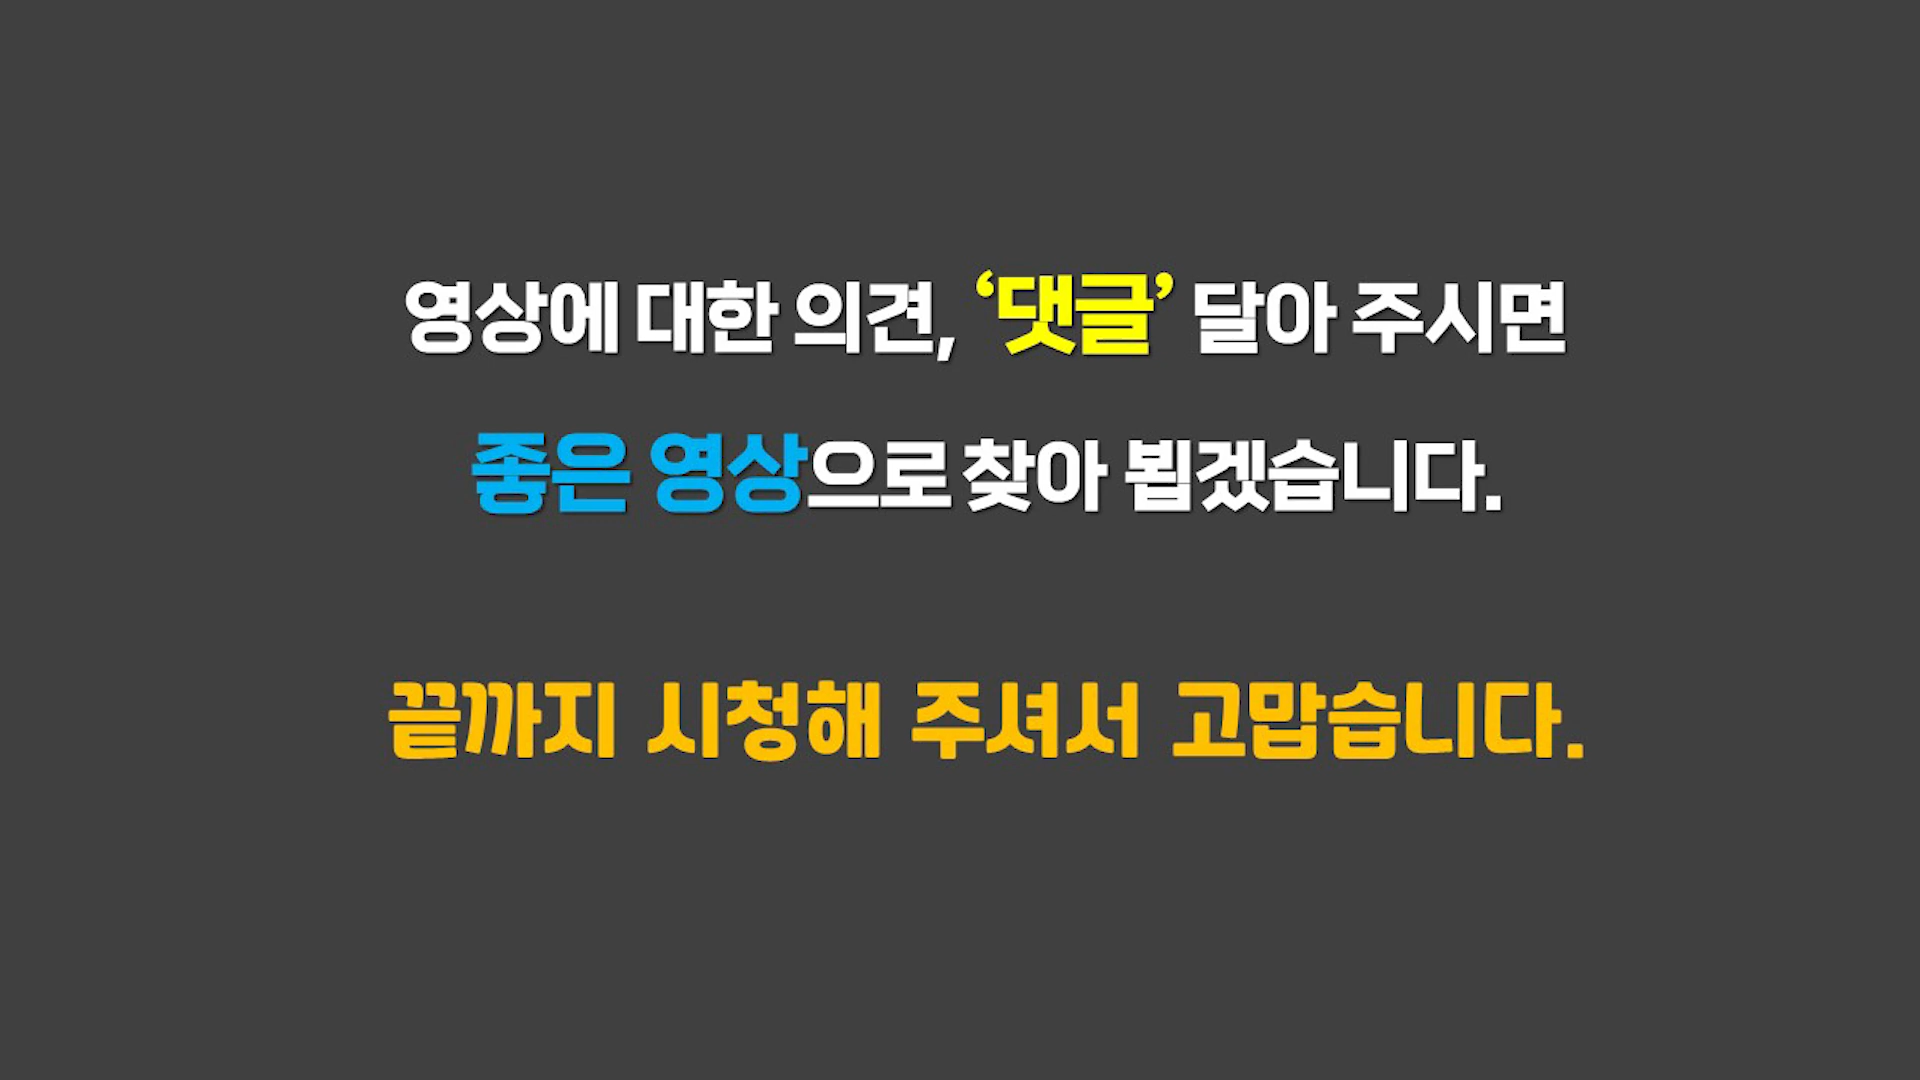 영상에 대한 의견, ‘댓글’ 달아 주시면
좋은 영상으로 찾아 뵙겠습니다.
끝까지 시청해 주셔서 고맙습니다.